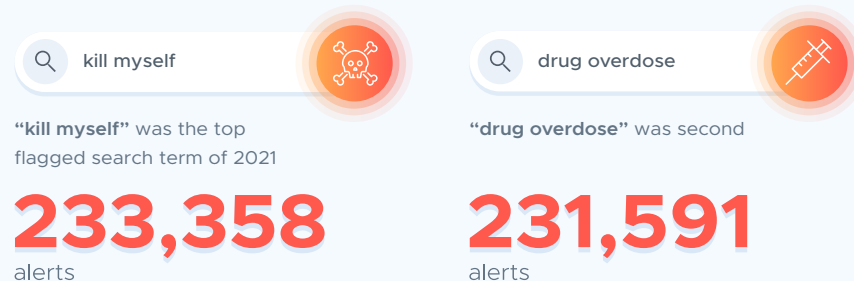 kill myself
“kill myself” was the top
flagged search term of 2021
233,358
alerts
drug overdose
“drug overdose” was second
231,591
alerts